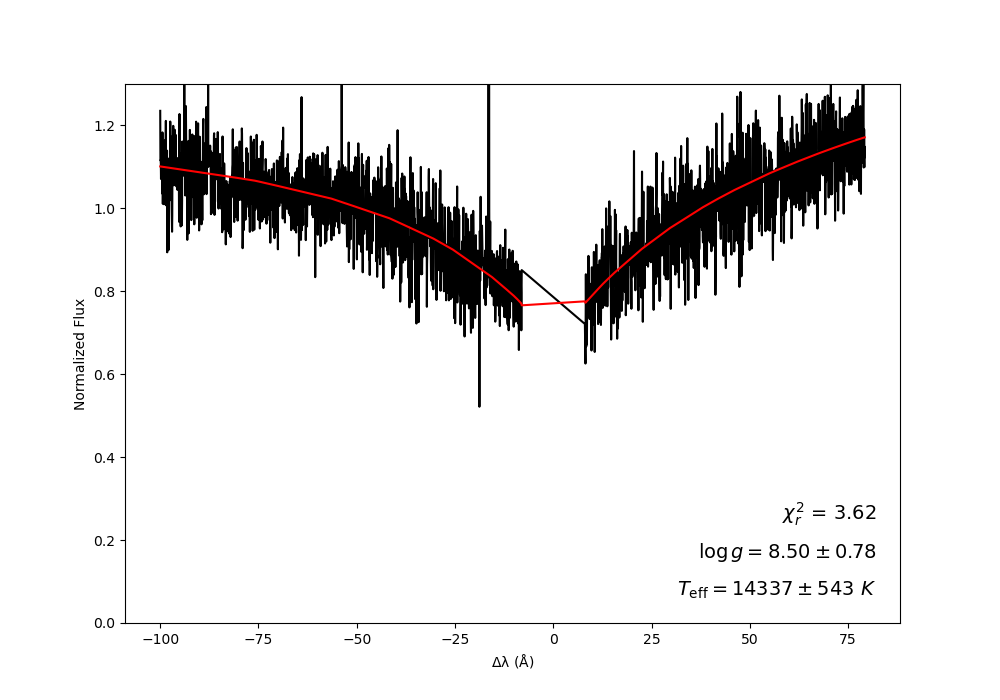 1.2
1.0
0.8
0.6
0.4
0.2
0.0
Normalized Flux
χ²ᵣ = 3.62
log g = 8.50 ± 0.78
T_eff = 14337 ± 543 K
−100 −75 −50 −25 0 25 50 75
Δλ (Å)